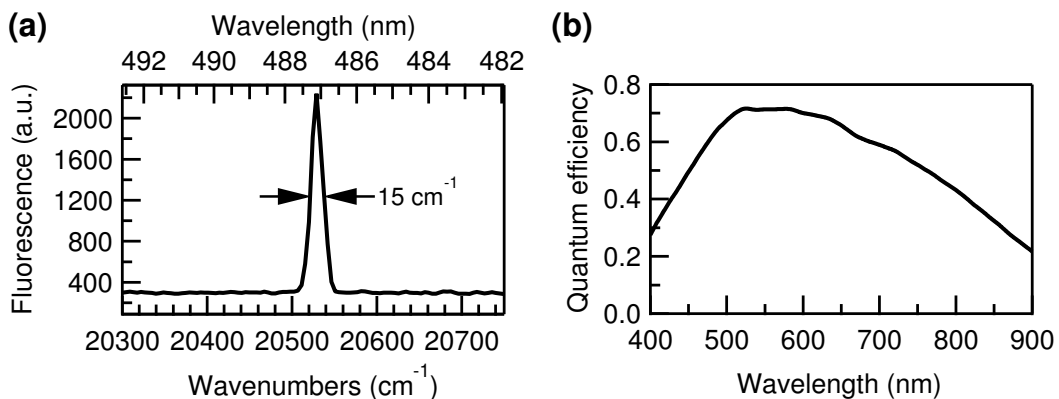 (a)
Wavelength (nm)
492 490 488 486 484 482
Fluorescence (a.u.)
2000
1600
1200
800
400
15 cm-1
20300 20400 20500 20600 20700
Wavenumbers (cm-1)
(b)
Quantum efficiency
0.8
0.6
0.4
0.2
0.0
400 500 600 700 800 900
Wavelength (nm)